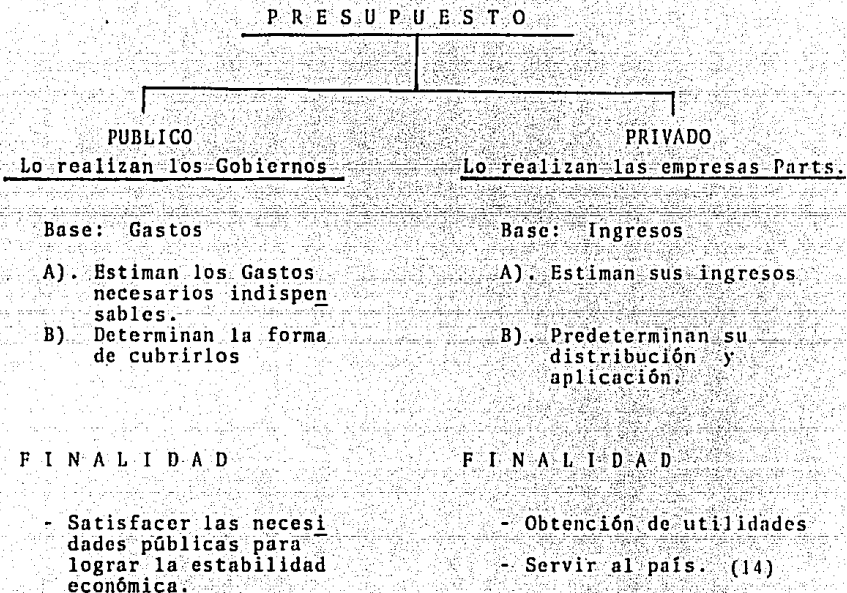 P R E S U P U E S T O
PUBLICO
Lo realizan los Gobiernos
Base: Gastos
A). Estiman los Gastos
necesarios indispen
sables.
B) Determinan la forma
de cubrirlos
F I N A L I D A D
- Satisfacer las necesi
dades públicas para
lograr la estabilidad
económica.
PRIVADO
Lo realizan las empresas Parts.
Base: Ingresos
A). Estiman sus ingresos
B). Predeterminan su
distribución y
aplicación.
F I N A L I D A D
- Obtención de utilidades
- Servir al país. (14)